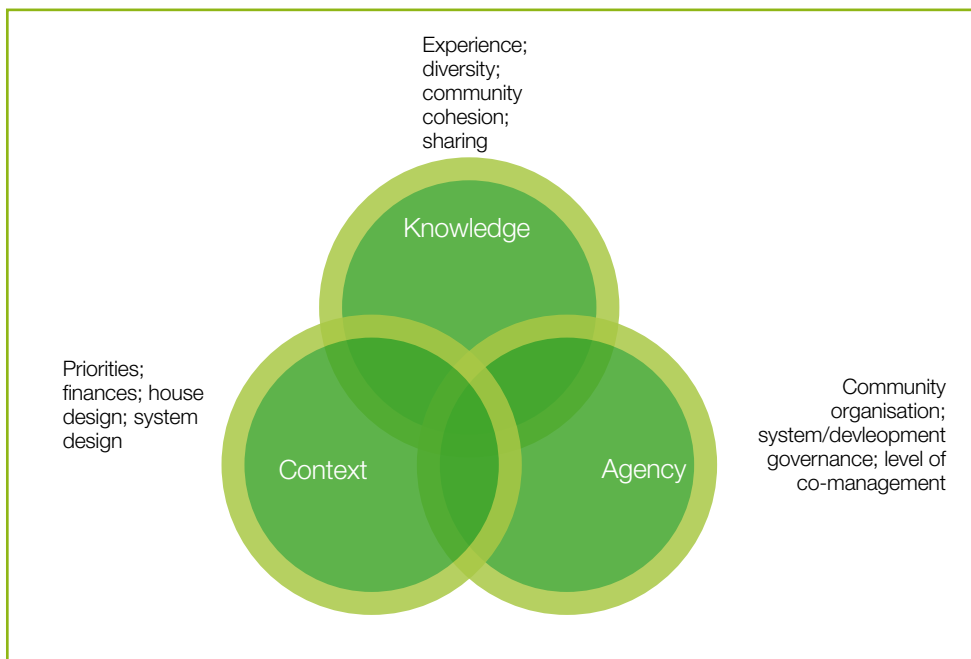 Experience;
diversity;
community
cohesion;
sharing
Knowledge
Priorities;
finances; house
design; system
design
Context
Agency
Community
organisation;
system/devleopment
governance; level of
co-management